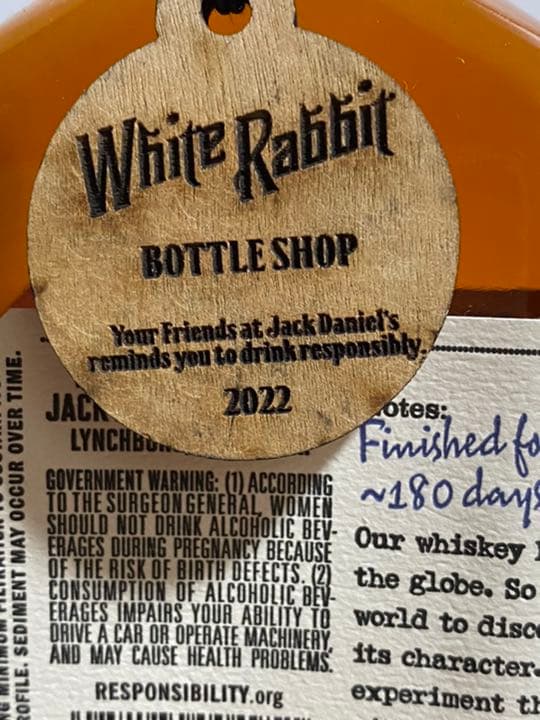 White Rabbit
BOTTLE SHOP
Your Friends at Jack Daniel's
reminds you to drink responsibly.
2022
JACK
GOVERNMENT WARNING: (1) ACCORDING
TO THE SURGEON GENERAL, WOMEN
SHOULD NOT DRINK ALCOHOLIC BEV-
ERAGES DURING PREGNANCY BECAUSE
OF THE RISK OF BIRTH DEFECTS. (2)
CONSUMPTION OF ALCOHOLIC BEV-
ERAGES IMPAIRS YOUR ABILITY TO
DRIVE A CAR OR OPERATE MACHINERY,
AND MAY CAUSE HEALTH PROBLEMS.
RESPONSIBILITY.org
otes:
Finished fo
~180 days
Our whiskey
the globe. So
world to disco
its character.
experiment th
OFILE. SEDIMENT MAY OCCUR OVER TIME.